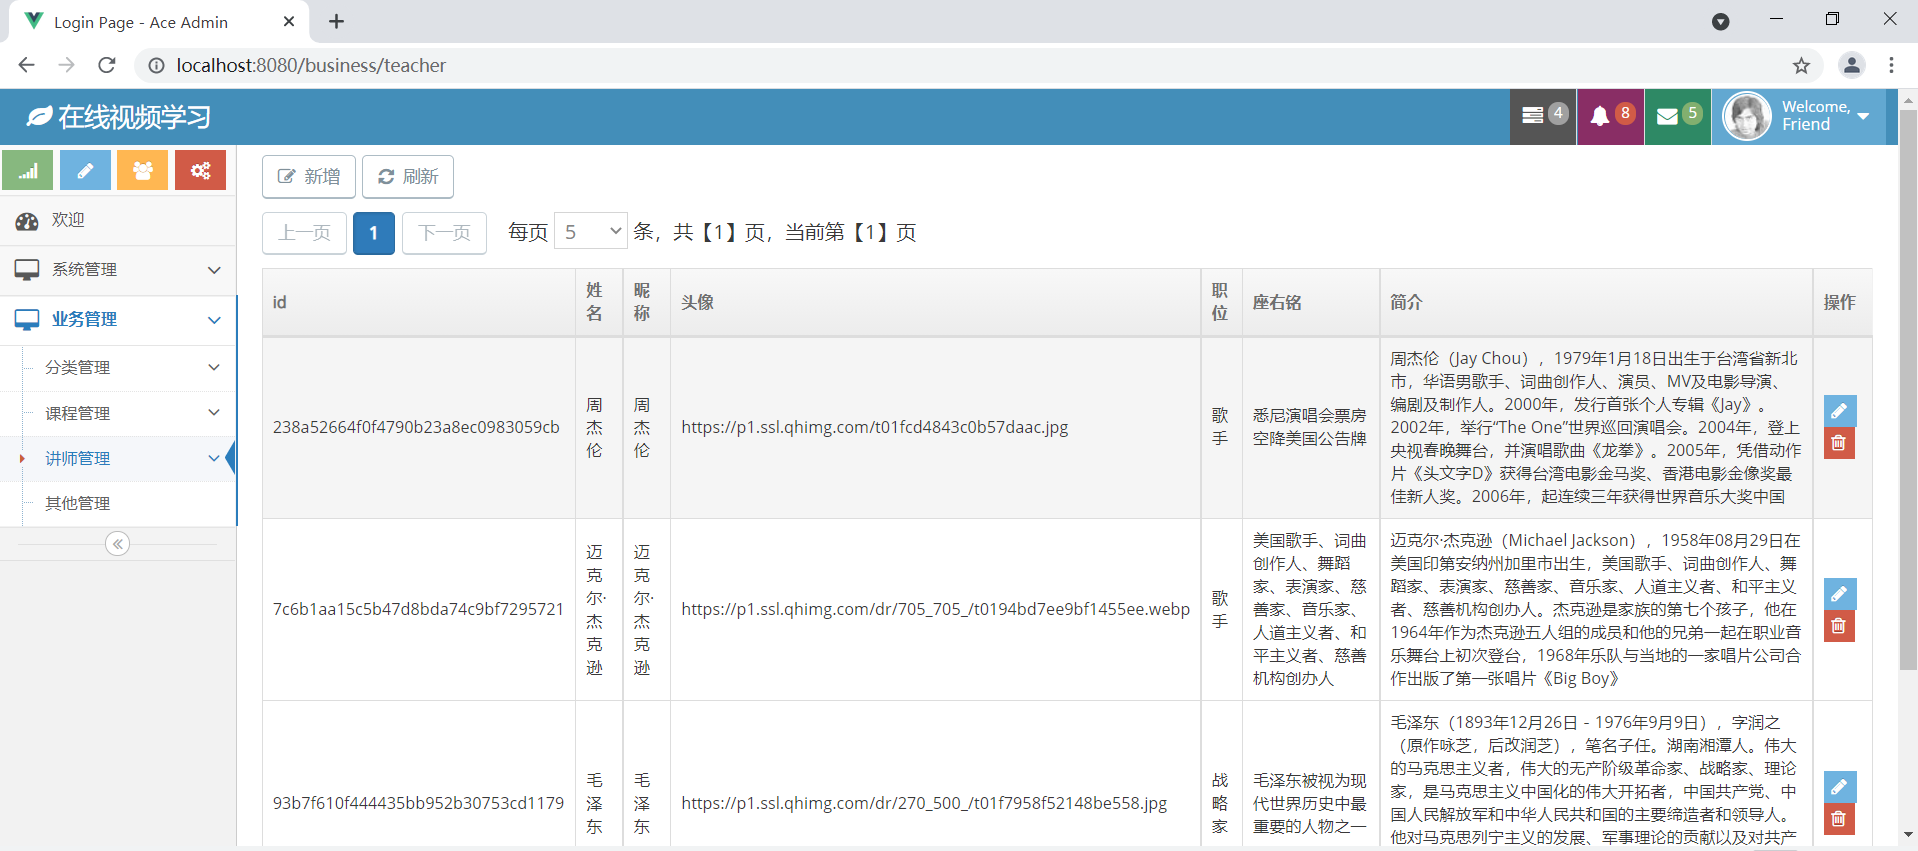 Login Page - Ace Admin
localhost:8080/business/teacher
在线视频学习
4
8
5
Welcome,
Friend
欢迎
系统管理
业务管理
分类管理
课程管理
讲师管理
其他管理
新增
刷新
上一页
1
下一页
每页
5
条，共【1】页，当前第【1】页
id
姓
名
昵
称
头像
职
位
座右铭
简介
操作
238a52664f0f4790b23a8ec0983059cb
周
杰
伦
周
杰
伦
https://p1.ssl.qhimg.com/t01fcd4843c0b57daac.jpg
歌
手
悉尼演唱会票房
空降美国公告牌
周杰伦（Jay Chou），1979年1月18日出生于台湾省新北
市，华语男歌手、词曲创作人、演员、MV及电影导演、
编剧及制作人。2000年，发行首张个人专辑《Jay》。
2002年，举行“The One”世界巡回演唱会。2004年，登上
央视春晚舞台，并演唱歌曲《龙拳》。2005年，凭借动作
片《头文字D》获得台湾电影金马奖、香港电影金像奖最
佳新人奖。2006年，起连续三年获得世界音乐大奖中国
7c6b1aa15c5b47d8bda74c9bf7295721
迈
克
尔·
杰
克
逊
迈
克
尔·
杰
克
逊
https://p1.ssl.qhimg.com/dr/705_705_/t0194bd7ee9bf1455ee.webp
歌
手
美国歌手、词曲
创作人、舞蹈
家、表演家、慈
善家、音乐家、
人道主义者、和
平主义者、慈善
机构创办人
迈克尔·杰克逊（Michael Jackson），1958年08月29日在
美国印第安纳州加里市出生，美国歌手、词曲创作人、舞
蹈家、表演家、慈善家、音乐家、人道主义者、和平主义
者、慈善机构创办人。杰克逊是家族的第七个孩子，他在
1964年作为杰克逊五人组的成员和他的兄弟一起在职业音
乐舞台上初次登台，1968年乐队与当地的一家唱片公司合
作出版了第一张唱片《Big Boy》
93b7f610f444435bb952b30753cd1179
毛
泽
东
毛
泽
东
https://p1.ssl.qhimg.com/dr/270_500_/t01f7958f52148be558.jpg
战
略
家
毛泽东被视为现
代世界历史中最
重要的人物之一
毛泽东（1893年12月26日 - 1976年9月9日），字润之
（原作咏芝，后改润芝），笔名子任。湖南湘潭人。伟大
的马克思主义者，伟大的无产阶级革命家、战略家、理论
家，是马克思主义中国化的伟大开拓者，中国共产党、中
国人民解放军和中华人民共和国的主要缔造者和领导人。
他对马克思列宁主义的发展、军事理论的贡献以及对共产